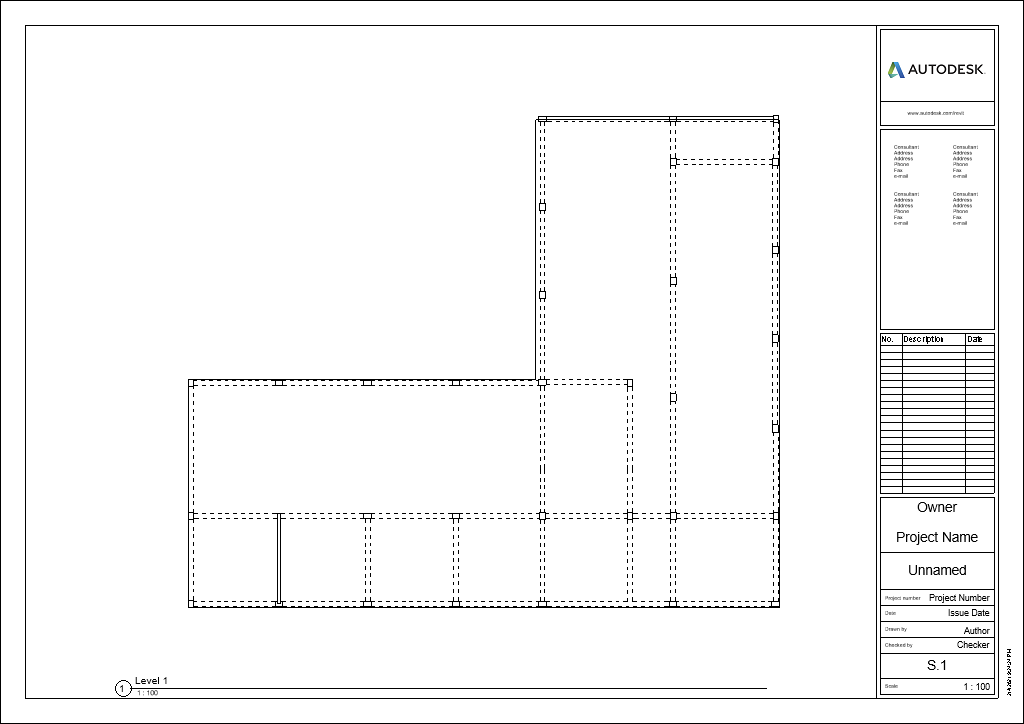 AUTODESK.
www.autodesk.com/revit
Consultant
Address
Address
Phone
Fax
e-mail
Consultant
Address
Address
Phone
Fax
e-mail
Consultant
Address
Address
Phone
Fax
e-mail
Consultant
Address
Address
Phone
Fax
e-mail
No. Description Date
Owner
Project Name
Unnamed
Project number Project Number
Date Issue Date
Drawn by Author
Checked by Checker
S.1
Scale 1 : 100
1 Level 1
1 : 100